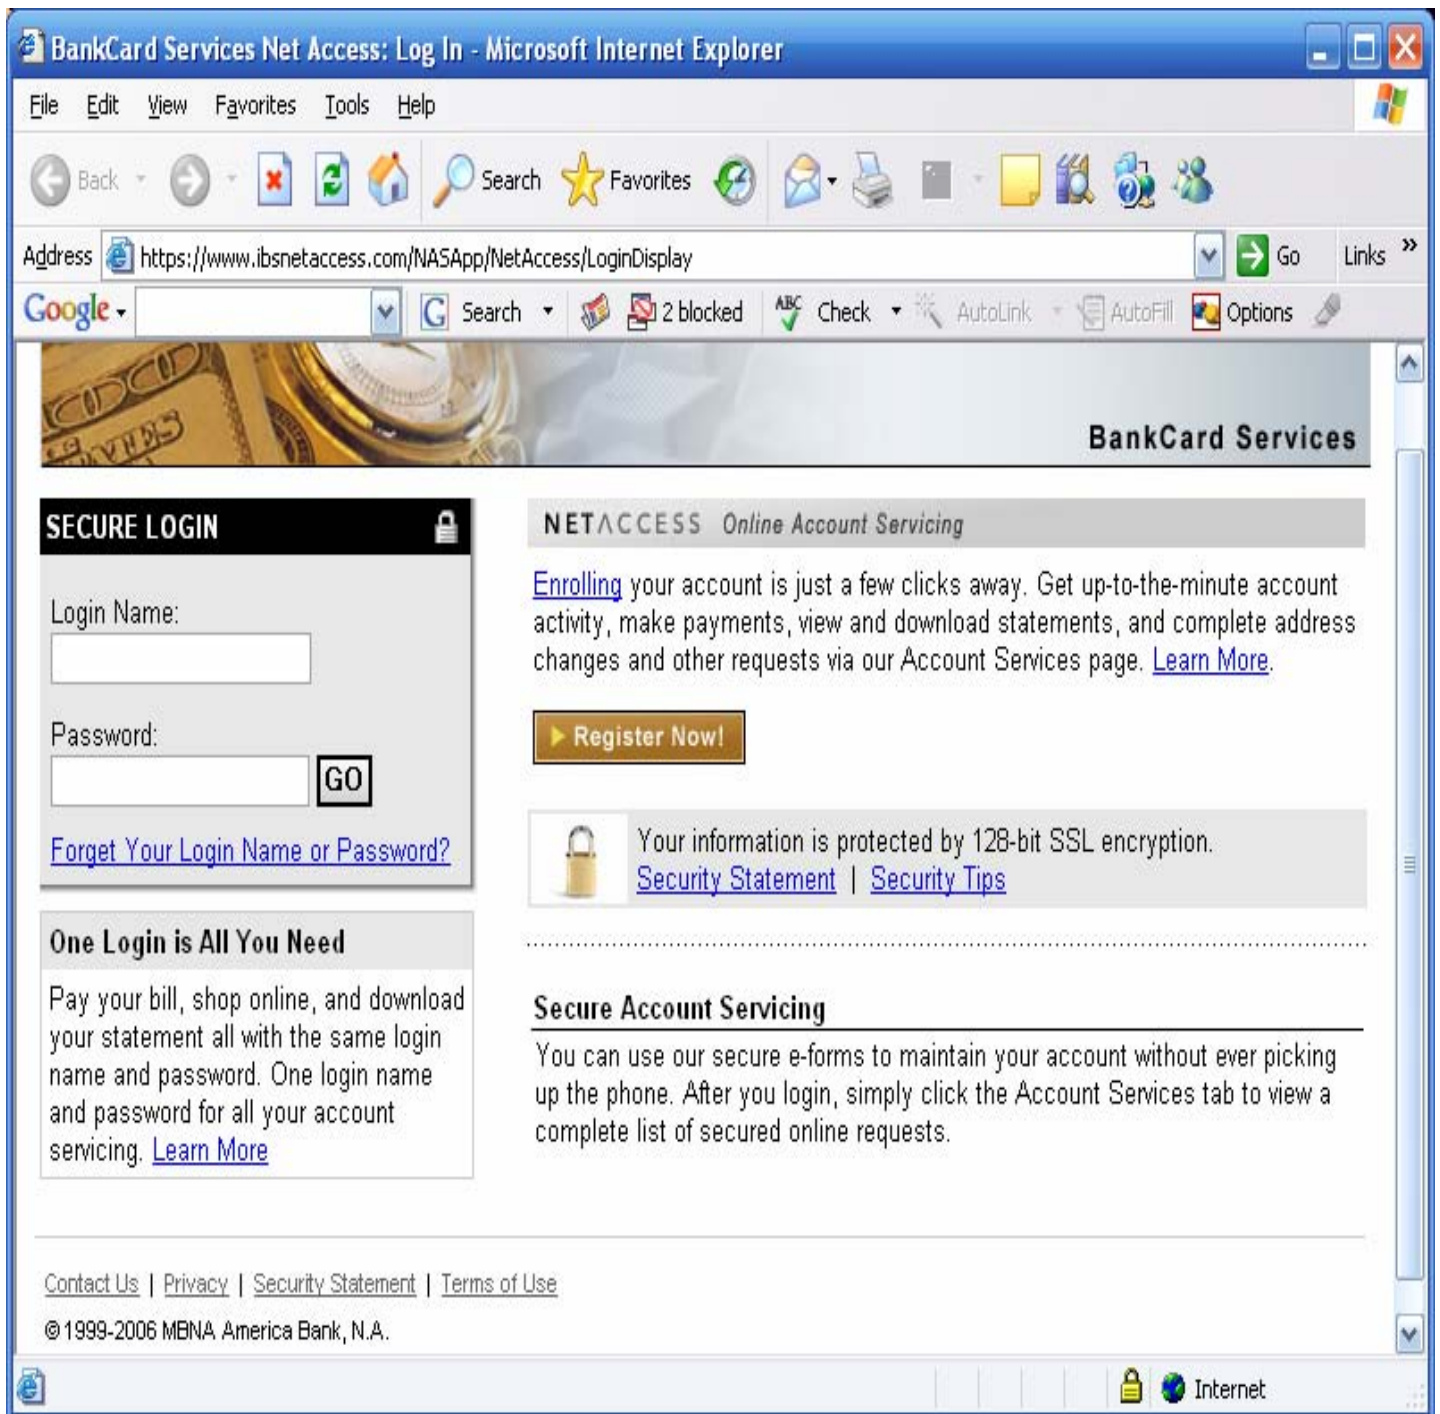 BankCard Services Net Access: Log In - Microsoft Internet Explorer
File Edit View Favorites Tools Help
Back Search Favorites
Address https://www.ibsnetaccess.com/NASApp/NetAccess/LoginDisplay Go Links »
Google G Search 2 blocked ABC Check AutoLink AutoFill Options
BankCard Services
SECURE LOGIN
Login Name:
Password:
GO
Forget Your Login Name or Password?
One Login is All You Need
Pay your bill, shop online, and download
your statement all with the same login
name and password. One login name
and password for all your account
servicing. Learn More
NETACCESS Online Account Servicing
Enrolling your account is just a few clicks away. Get up-to-the-minute account
activity, make payments, view and download statements, and complete address
changes and other requests via our Account Services page. Learn More.
Register Now!
Your information is protected by 128-bit SSL encryption.
Security Statement | Security Tips
Secure Account Servicing
You can use our secure e-forms to maintain your account without ever picking
up the phone. After you login, simply click the Account Services tab to view a
complete list of secured online requests.
Contact Us | Privacy | Security Statement | Terms of Use
© 1999-2006 MBNA America Bank, N.A.
Internet